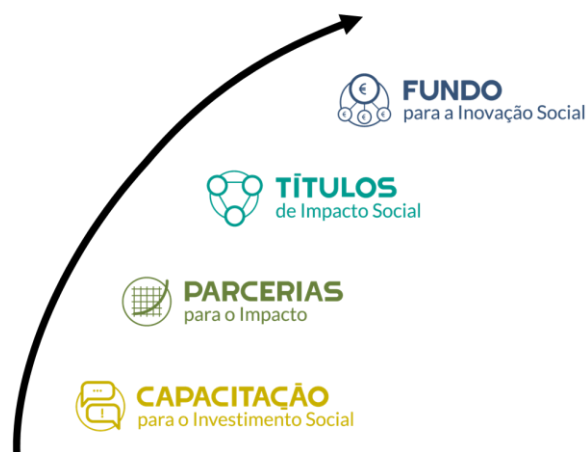 FUNDO
para a Inovação Social
TÍTULOS
de Impacto Social
PARCERIAS
para o Impacto
CAPACITAÇÃO
para o Investimento Social